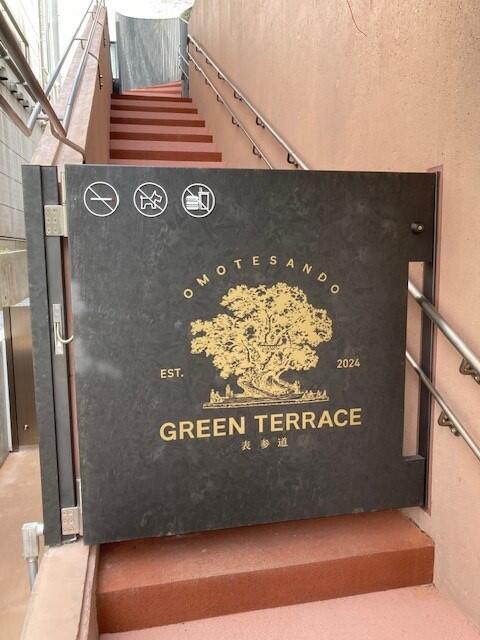 OMOTESANDO
EST. 2024
GREEN TERRACE
表参道